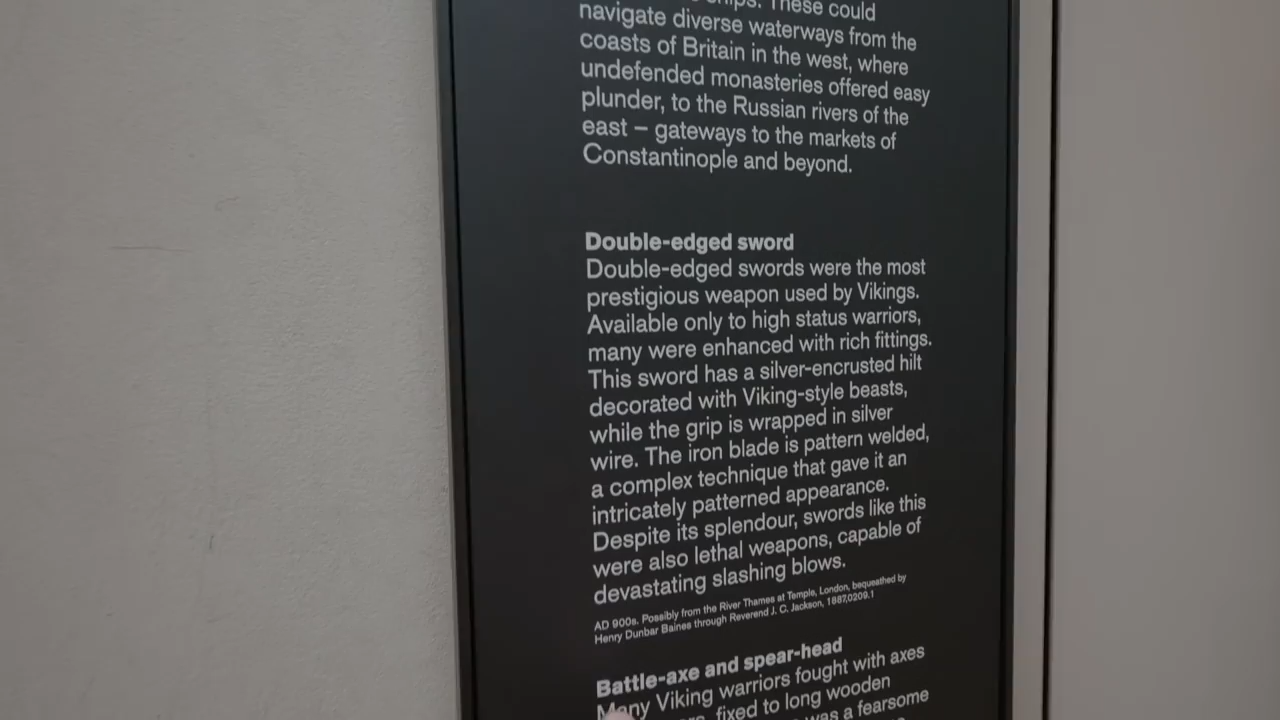 These could
navigate diverse waterways from the
coasts of Britain in the west, where
undefended monasteries offered easy
plunder, to the Russian rivers of the
east – gateways to the markets of
Constantinople and beyond.
Double-edged sword
Double-edged swords were the most
prestigious weapon used by Vikings.
Available only to high status warriors,
many were enhanced with rich fittings.
This sword has a silver-encrusted hilt
decorated with Viking-style beasts,
while the grip is wrapped in silver
wire. The iron blade is pattern welded,
a complex technique that gave it an
intricately patterned appearance.
Despite its splendour, swords like this
were also lethal weapons, capable of
devastating slashing blows.
AD 900s. Possibly from the River Thames at Temple, London, bequeathed by
Henry Dunbar Baines through Reverend J. C. Jackson, 1887,0209.1
Battle-axe and spear-head
Many Viking warriors fought with axes
fixed to long wooden
was a fearsome